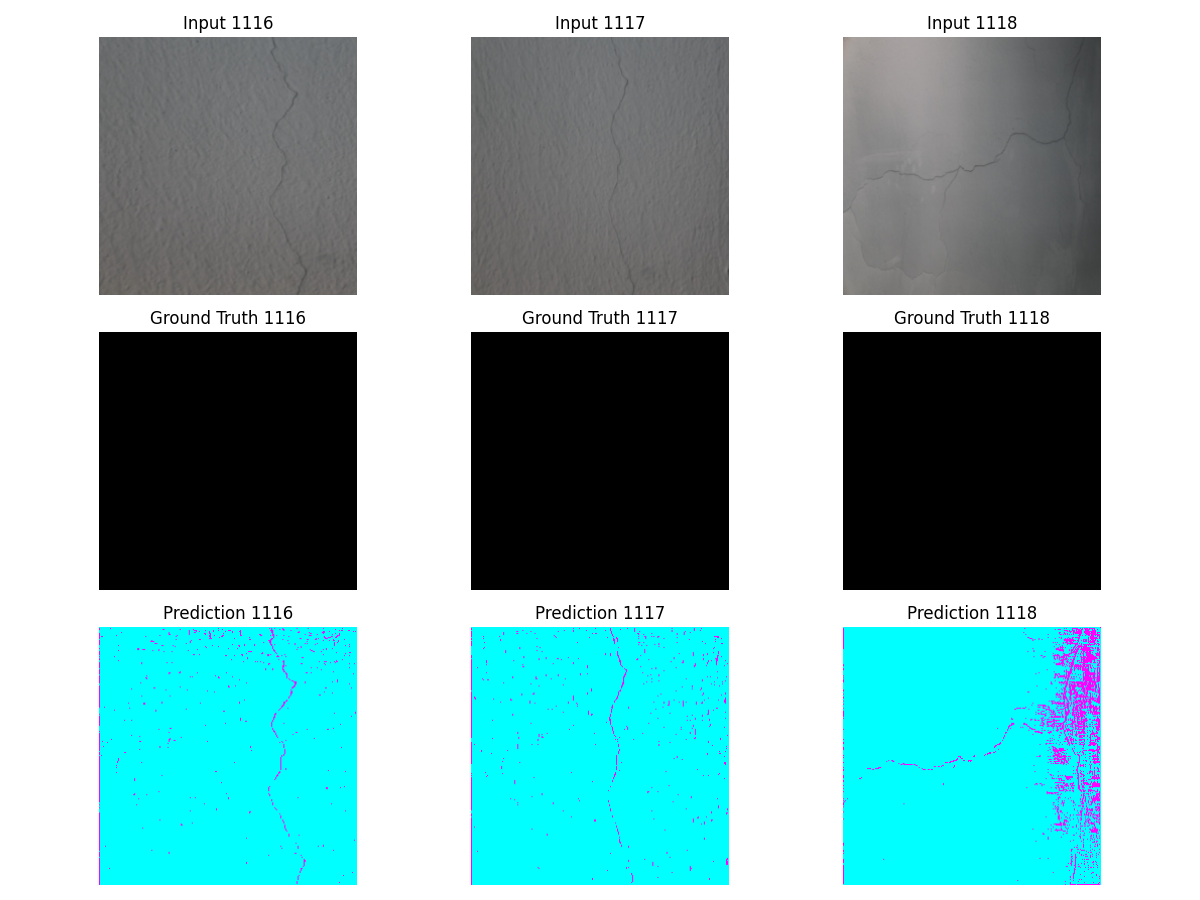 Input 1116
Input 1117
Input 1118
Ground Truth 1116
Ground Truth 1117
Ground Truth 1118
Prediction 1116
Prediction 1117
Prediction 1118